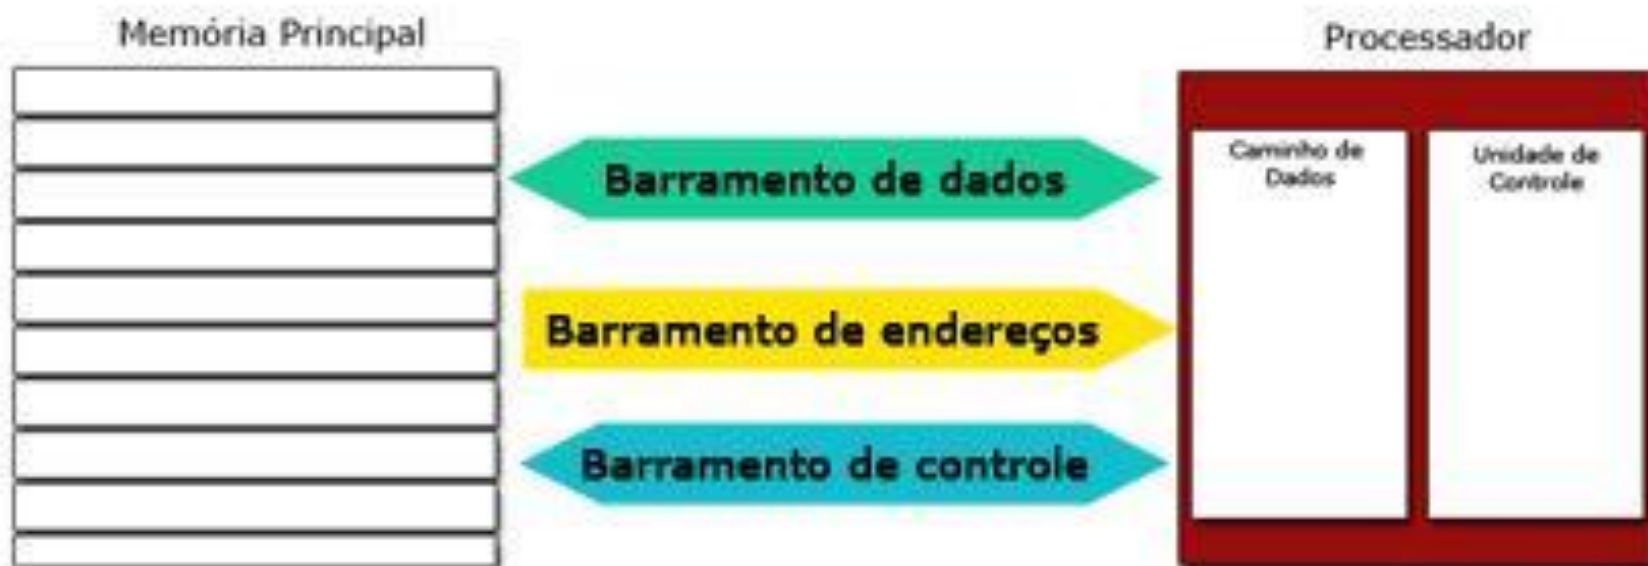 Memória Principal
Processador
Barramento de dados
Caminho de
Dados
Unidade de
Controle
Barramento de endereços
Barramento de controle